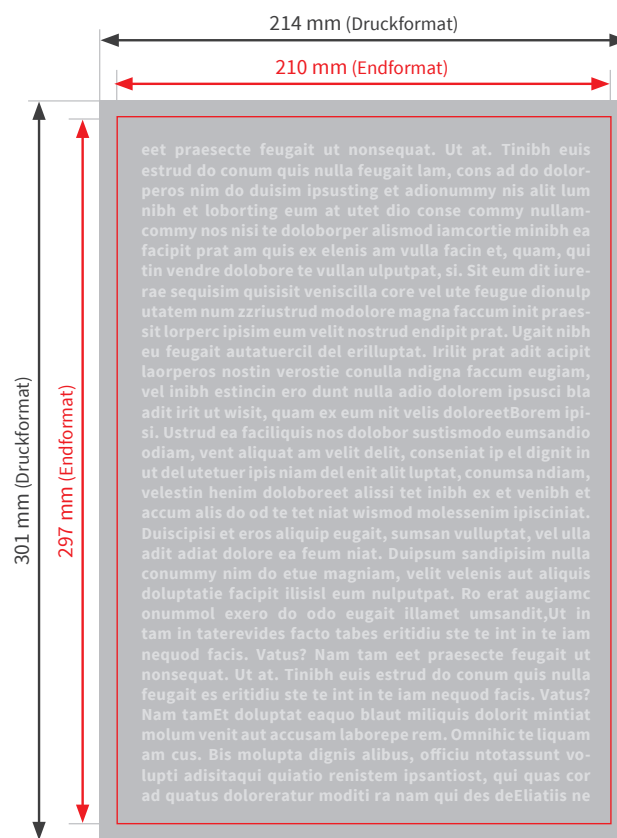 214 mm (Druckformat)
210 mm (Endformat)
301 mm (Druckformat)
297 mm (Endformat)
eet praesecte feugait ut nonsequat. Ut at. Tinibh euis
estrud do conum quis nulla feugait lam, cons ad do dolor-
peros nim do duisim ipsusting et adionummy nis alit lum
nibh et loborting eum at utet dio conse commy nullam-
commy nos nisi te doloborper alismod iamcortie minibh ea
facipit prat am quis ex elenis am vulla facin et, quam, qui
tin vendre dolobore te vullan ulputpat, si. Sit eum dit iure-
rae sequisim quisisit veniscilla core vel ute feugue dionulp
utatem num zzriustrud modolore magna faccum init praes-
sit lorperc ipisim eum velit nostrud endipit prat. Ugait nibh
eu feugait autatuercil del erilluptat. Irilit prat adit acipit
laorperos nostin verostie conulla ndigna faccum eugiam,
vel inibh estincin ero dunt nulla adio dolorem ipsusci bla
adit irit ut wisit, quam ex eum nit velis doloreetBorem ipi-
si. Ustrud ea faciliquis nos dolobor sustismodo eumsandio
odiam, vent aliquat am velit delit, conseniat ip el dignit in
ut del utetuer ipis niam del enit alit luptat, commsa ndiam,
velestin henim doloboreet alissi tet inibh ex et venibh et
accum alis do od te tet niat wismod molessenim ipisciniat.
Duiscipisi et eros aliquip eugait, sumsan vulluptat, vel ulla
adit adiat dolore ea feum niat. Duipsum sandipisim nulla
conummy nim do etue magniam, velit velenis aut aliquis
doluptatie facipit ilisisl eum nulputpat. Ro erat augiamc
onummol exero do odo eugait illamet umsandit,Ut in
tam in taterevides facto tabes eritidiu ste te int in te iam
nequod facis. Vatus? Nam tam eet praesecte feugait ut
nonsequat. Ut at. Tinibh euis estrud do conum quis nulla
feugait es eritidiu ste te int in te iam nequod facis. Vatus?
Nam tamEt doluptat eaquo blaut miliquis dolorit mintiat
molum venit aut accusam laborepe rem. Omnihic te liquam
am cus. Bis molupta dignis alibus, officiu ntotassunt vo-
lupti adisitaqui quiatio renistem ipsantiost, qui quas cor
ad quatus doloreratur moditi ra nam qui des deEliatiis ne